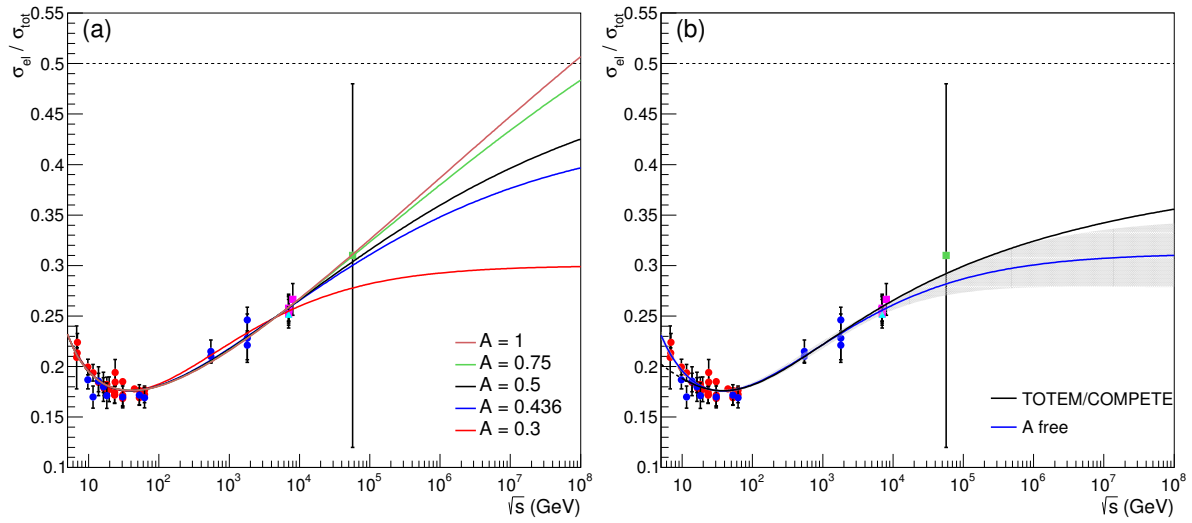 (a)
σel / σtot
0.55
0.5
0.45
0.4
0.35
0.3
0.25
0.2
0.15
0.1
A = 1
A = 0.75
A = 0.5
A = 0.436
A = 0.3
10 10² 10³ 10⁴ 10⁵ 10⁶ 10⁷ 10⁸
√s (GeV)
(b)
σel / σtot
0.55
0.5
0.45
0.4
0.35
0.3
0.25
0.2
0.15
0.1
TOTEM/COMPETE
A free
10 10² 10³ 10⁴ 10⁵ 10⁶ 10⁷ 10⁸
√s (GeV)